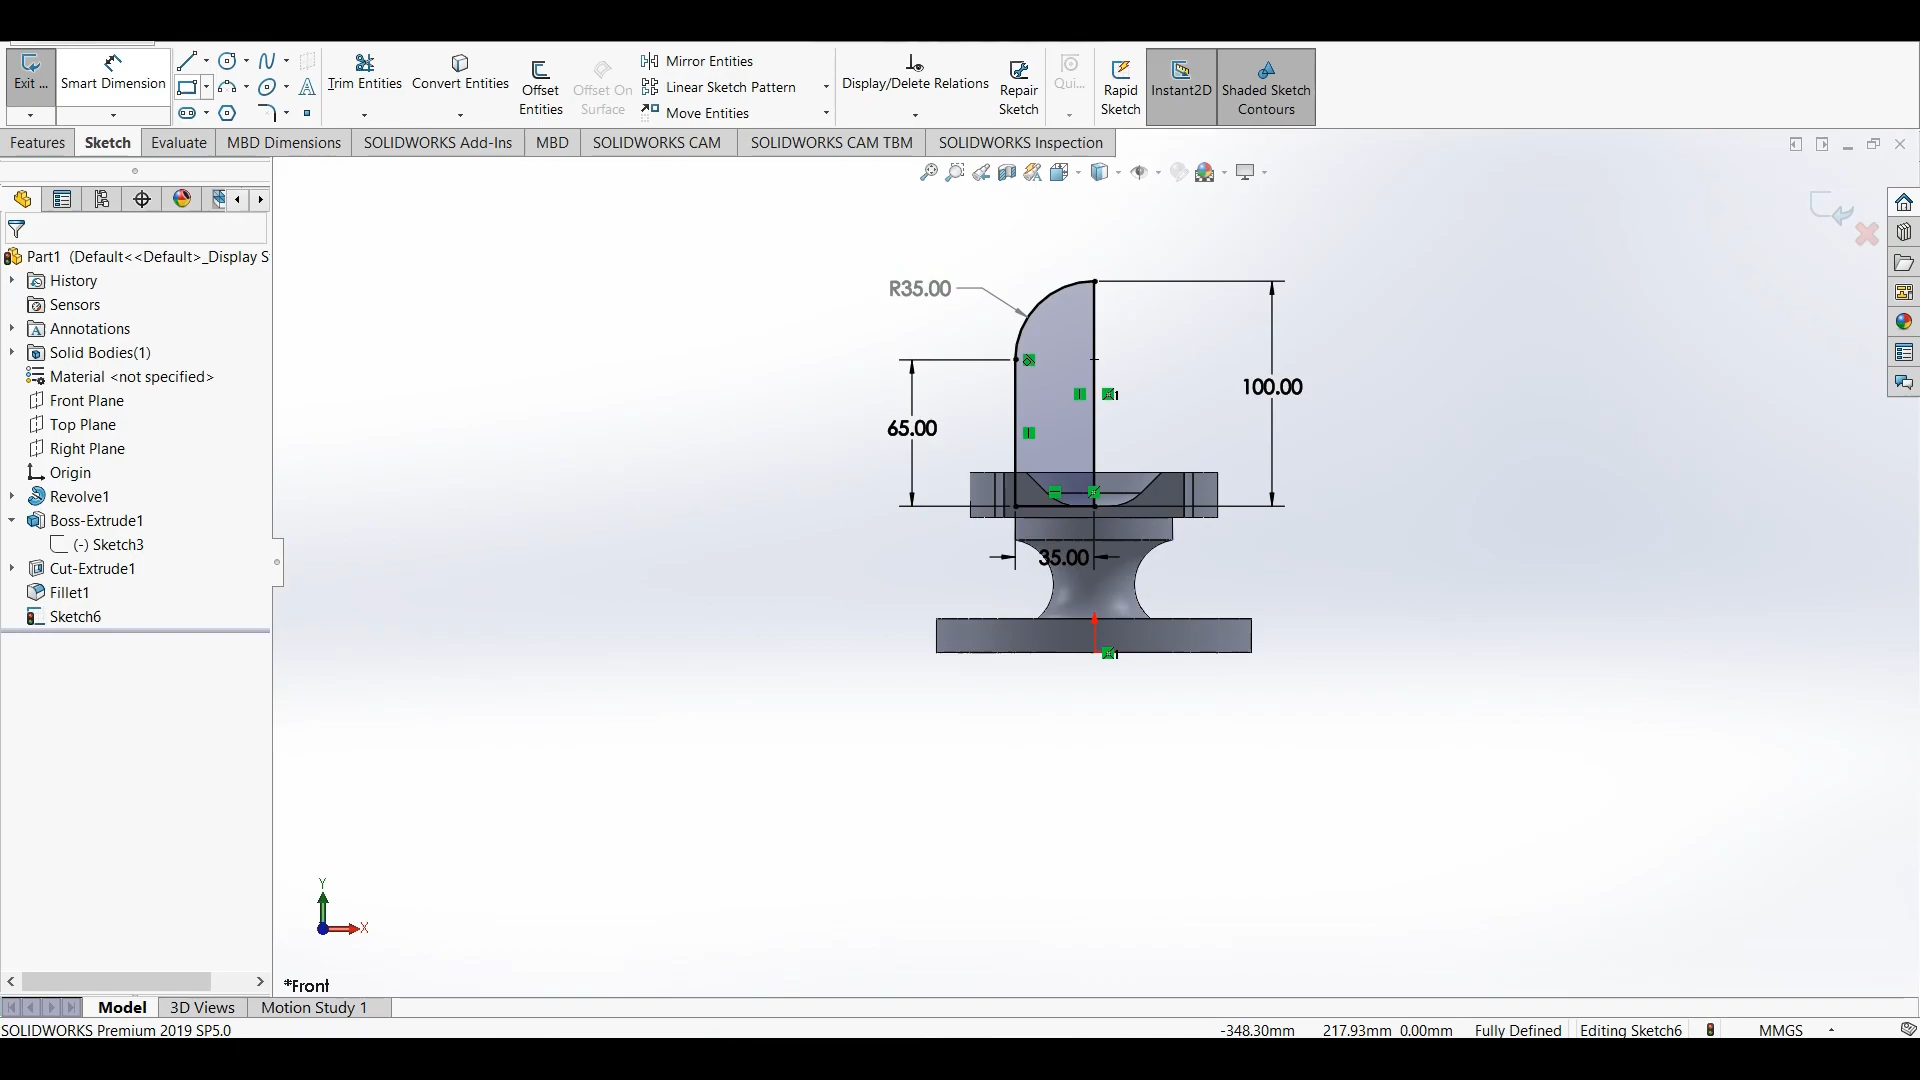 Exit ...
Smart Dimension
Trim Entities
Convert Entities
Offset
Entities
Offset On
Surface
Mirror Entities
Linear Sketch Pattern
Move Entities
Display/Delete Relations
Repair
Sketch
Qui...
Rapid
Sketch
Instant2D
Shaded Sketch
Contours
Features
Sketch
Evaluate
MBD Dimensions
SOLIDWORKS Add-Ins
MBD
SOLIDWORKS CAM
SOLIDWORKS CAM TBM
SOLIDWORKS Inspection
Part1 (Default<<Default>_Display S
History
Sensors
Annotations
Solid Bodies(1)
Material <not specified>
Front Plane
Top Plane
Right Plane
Origin
Revolve1
Boss-Extrude1
(-) Sketch3
Cut-Extrude1
Fillet1
Sketch6
R35.00
65.00
100.00
35.00
1
1
Y
X
*Front
Model
3D Views
Motion Study 1
SOLIDWORKS Premium 2019 SP5.0
-348.30mm
217.93mm
0.00mm
Fully Defined
Editing Sketch6
MMGS